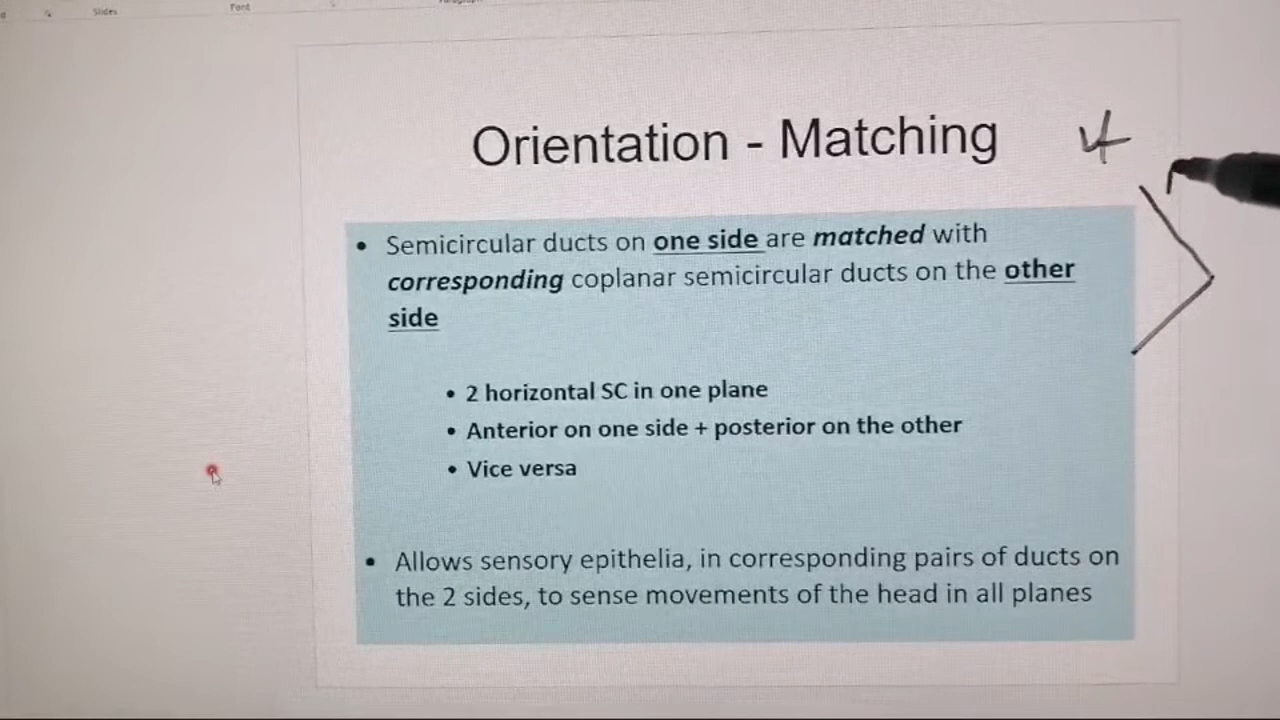 Slides
Font
Orientation - Matching
4
• Semicircular ducts on one side are matched with
corresponding coplanar semicircular ducts on the other
side
• 2 horizontal SC in one plane
• Anterior on one side + posterior on the other
• Vice versa
• Allows sensory epithelia, in corresponding pairs of ducts on
the 2 sides, to sense movements of the head in all planes